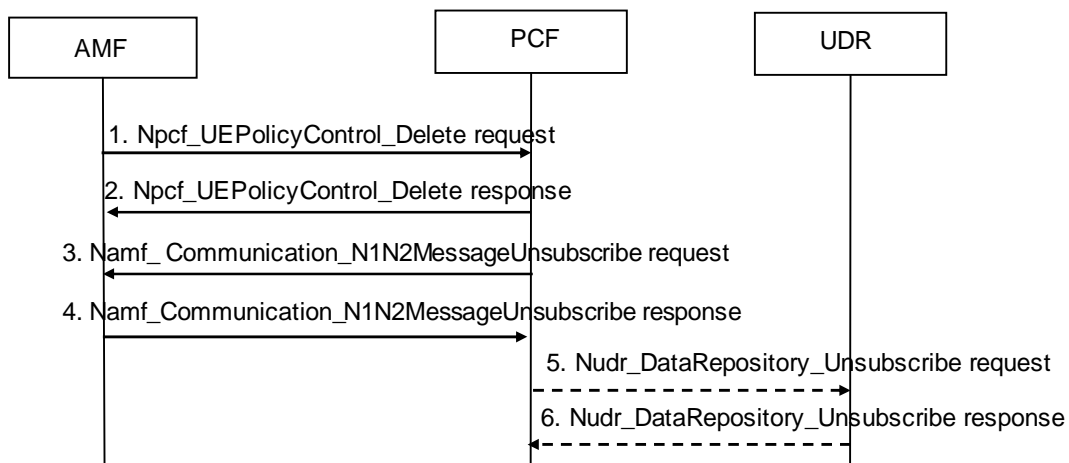 AMF
PCF
UDR
1. Npcf_UEPolicyControl_Delete request
2. Npcf_UEPolicyControl_Delete response
3. Namf_ Communication_N1N2MessageUnsubscribe request
4. Namf_Communication_N1N2MessageUnsubscribe response
5. Nudr_DataRepository_Unsubscribe request
6. Nudr_DataRepository_Unsubscribe response